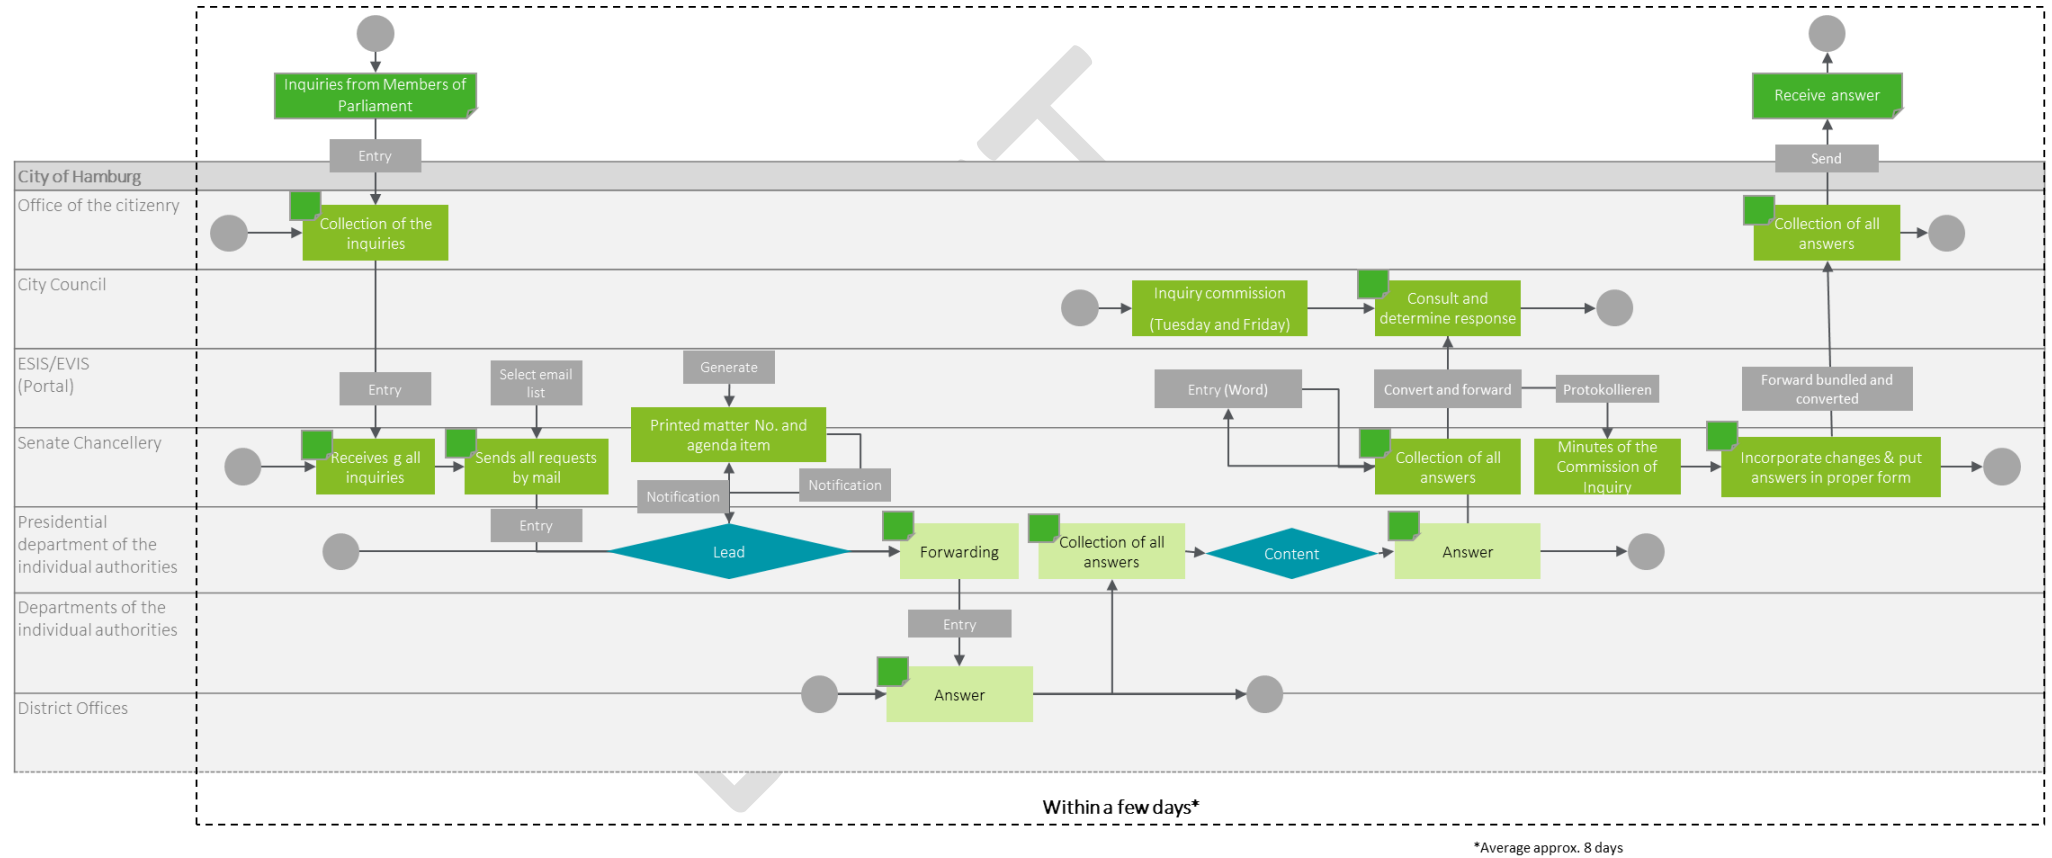 Inquiries from Members of
Parliament
Receive answer
Entry
Send
City of Hamburg
Office of the citizenry
Collection of the
inquiries
Collection of all
answers
City Council
Inquiry commission
(Tuesday and Friday)
Consult and
determine response
ESIS/EVIS
(Portal)
Entry
Select email
list
Generate
Entry (Word)
Convert and forward
Protokollieren
Forward bundled and
converted
Printed matter No. and
agenda item
Senate Chancellery
Receives g all
inquiries
Sends all requests
by mail
Notification
Notification
Collection of all
answers
Minutes of the
Commission of
Inquiry
Incorporate changes & put
answers in proper form
Presidential
department of the
individual authorities
Entry
Lead
Forwarding
Collection of all
answers
Content
Answer
Departments of the
individual authorities
Entry
Answer
District Offices
Within a few days*
*Average approx. 8 days